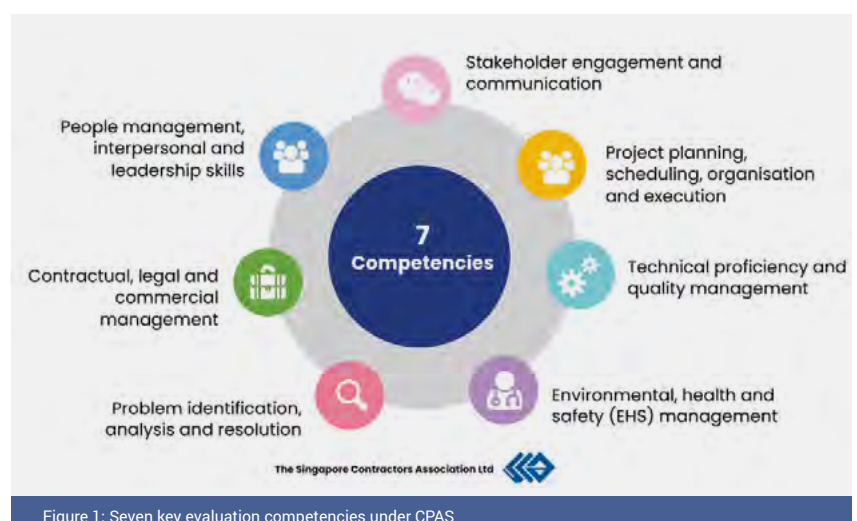 Stakeholder engagement and
communication
People management,
interpersonal and
leadership skills
Project planning,
scheduling, organisation
and execution
7
Competencies
Technical proficiency and
quality management
Contractual, legal and
commercial
management
Environmental, health and
safety (EHS) management
Problem identification,
analysis and resolution
The Singapore Contractors Association Ltd
Figure 1: Seven key evaluation competencies under CPAS